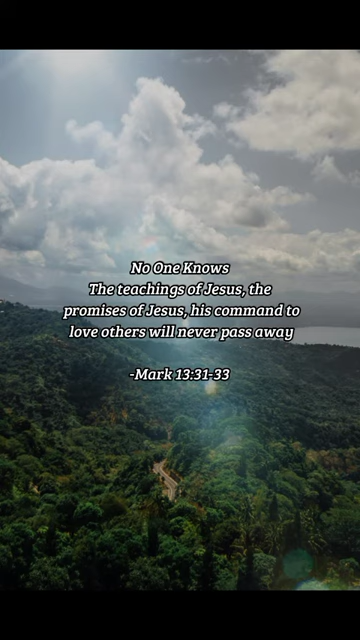 No One Knows
The teachings of Jesus, the
promises of Jesus, his command to
love others will never pass away
-Mark 13:31-33